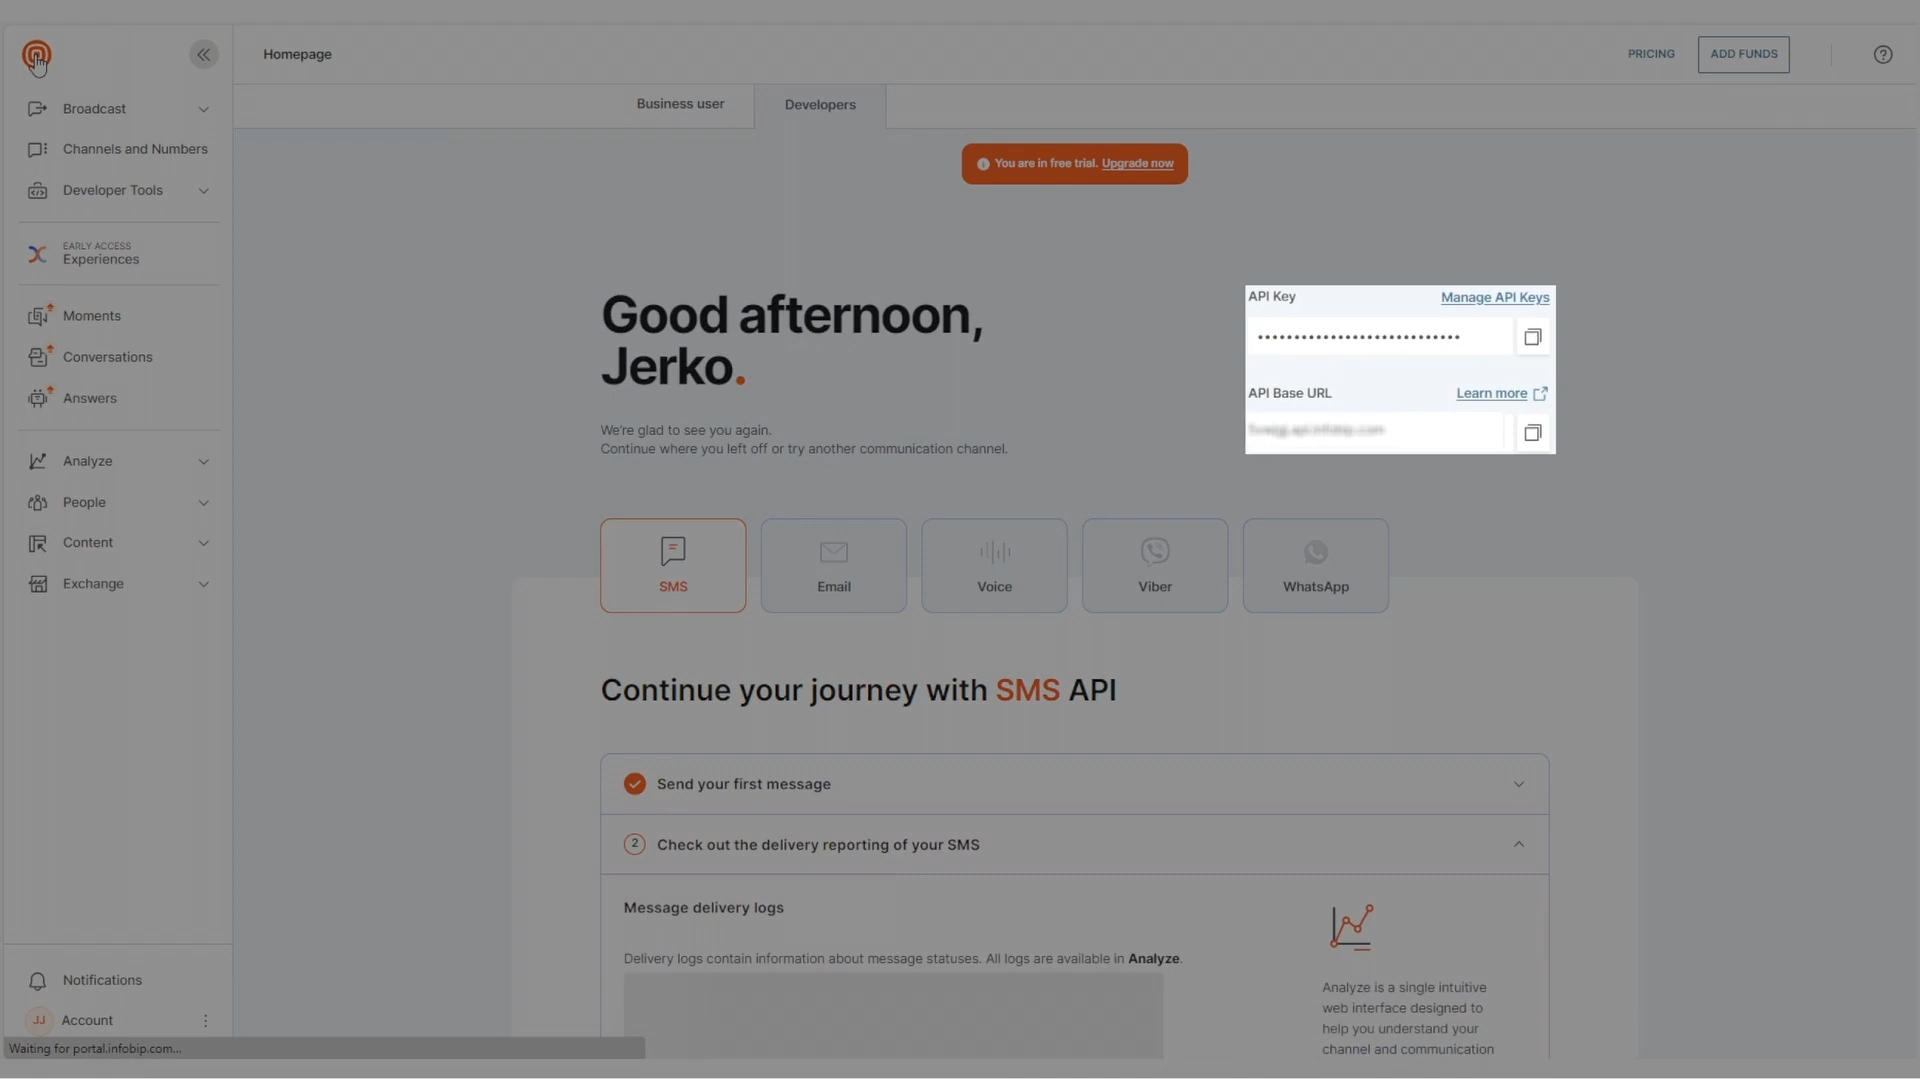 Homepage
PRICING
ADD FUNDS
Broadcast
Channels and Numbers
Developer Tools
EARLY ACCESS
Experiences
Moments
Conversations
Answers
Analyze
People
Content
Exchange
Notifications
JJ Account
Waiting for portal.infobip.com...
Business user
Developers
You are in free trial. Upgrade now
Good afternoon,
Jerko.
We're glad to see you again.
Continue where you left off or try another communication channel.
API Key
Manage API Keys
API Base URL
Learn more
SMS
Email
Voice
Viber
WhatsApp
Continue your journey with SMS API
Send your first message
2 Check out the delivery reporting of your SMS
Message delivery logs
Delivery logs contain information about message statuses. All logs are available in Analyze.
Analyze is a single intuitive
web interface designed to
help you understand your
channel and communication